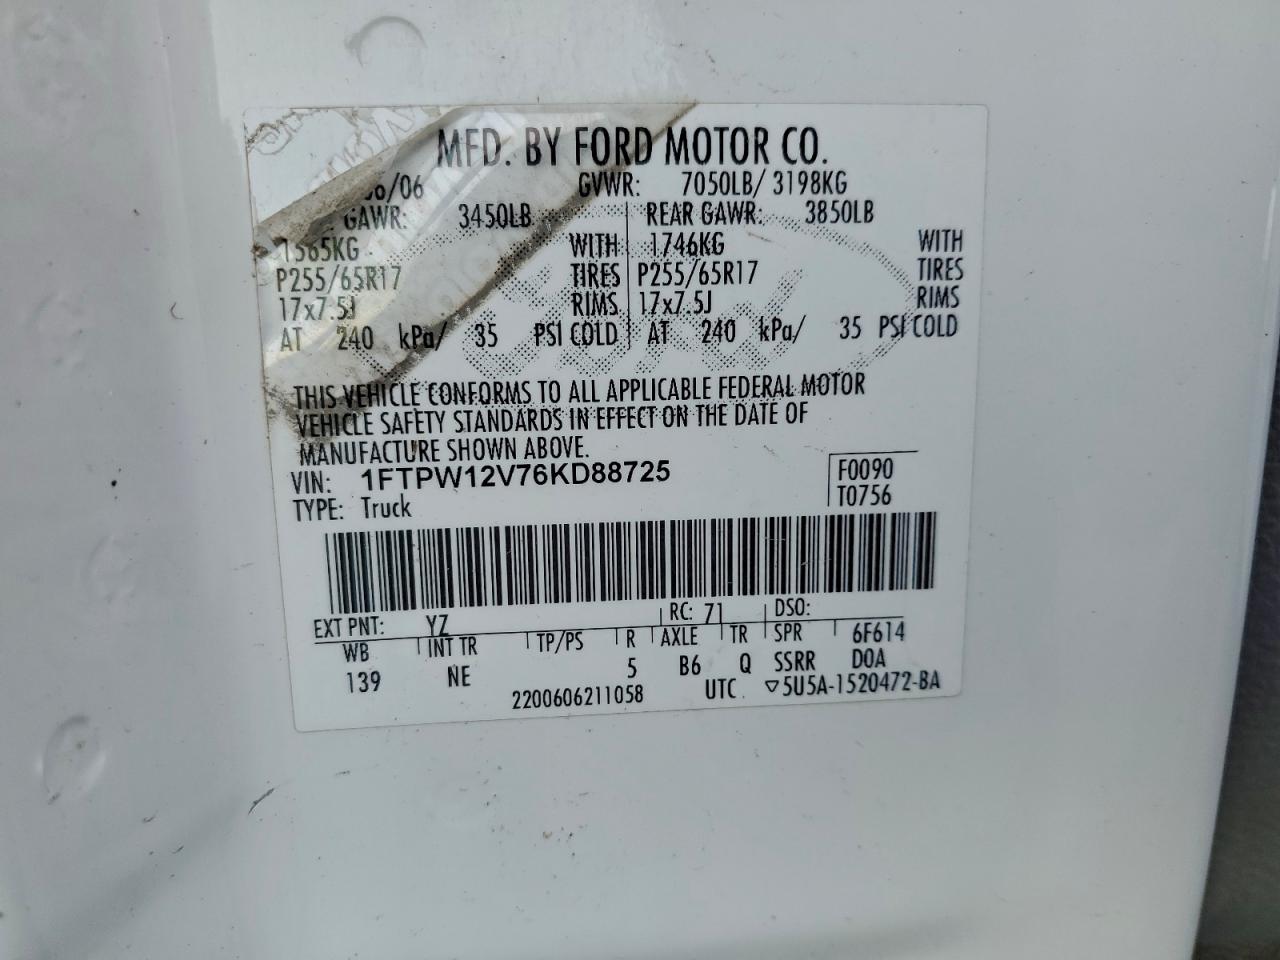 MFD. BY FORD MOTOR CO.
/06 GVWR: 7050LB/ 3198KG
GAWR: 3450LB REAR GAWR: 3850LB
1565KG WITH 1746KG WITH
P255/65R17 TIRES P255/65R17 TIRES
17x7.5J RIMS 17x7.5J RIMS
AT 240 kPa/ 35 PSI COLD AT 240 kPa/ 35 PSI COLD
THIS VEHICLE CONFORMS TO ALL APPLICABLE FEDERAL MOTOR
VEHICLE SAFETY STANDARDS IN EFFECT ON THE DATE OF
MANUFACTURE SHOWN ABOVE.
VIN: 1FTPW12V76KD88725 F0090
TYPE: Truck T0756
EXT PNT: YZ RC: 71 DSO:
WB INT TR TP/PS R AXLE TR SPR 6F614
139 NE 5 B6 Q SSRR DOA
2200606211058 UTC ▽5U5A-1520472-BA